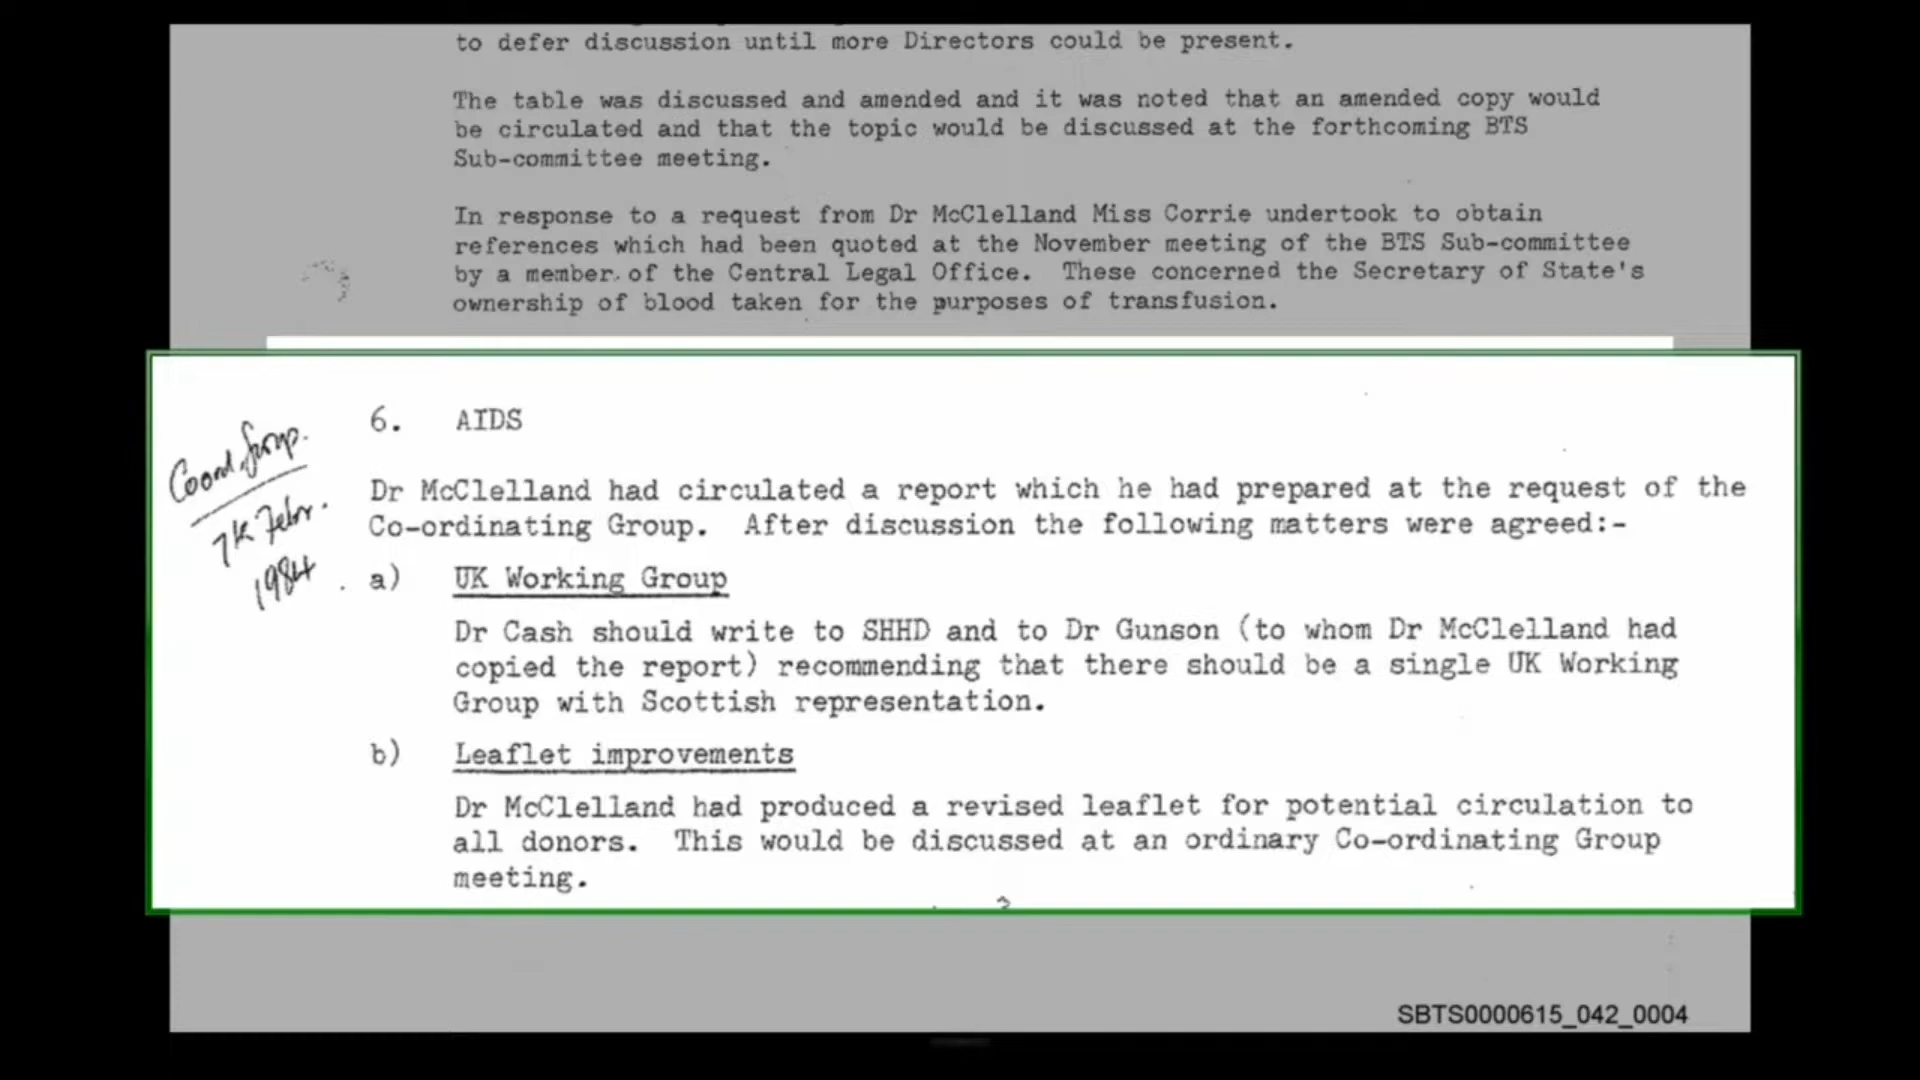 to defer discussion until more Directors could be present.
The table was discussed and amended and it was noted that an amended copy would
be circulated and that the topic would be discussed at the forthcoming BTS
Sub-committee meeting.
In response to a request from Dr McClelland Miss Corrie undertook to obtain
references which had been quoted at the November meeting of the BTS Sub-committee
by a member of the Central Legal Office. These concerned the Secretary of State's
ownership of blood taken for the purposes of transfusion.
Coord. Group.
7th Febr.
1984
6. AIDS
Dr McClelland had circulated a report which he had prepared at the request of the
Co-ordinating Group. After discussion the following matters were agreed:-
a) UK Working Group
Dr Cash should write to SHHD and to Dr Gunson (to whom Dr McClelland had
copied the report) recommending that there should be a single UK Working
Group with Scottish representation.
b) Leaflet improvements
Dr McClelland had produced a revised leaflet for potential circulation to
all donors. This would be discussed at an ordinary Co-ordinating Group
meeting.
SBTS0000615_042_0004